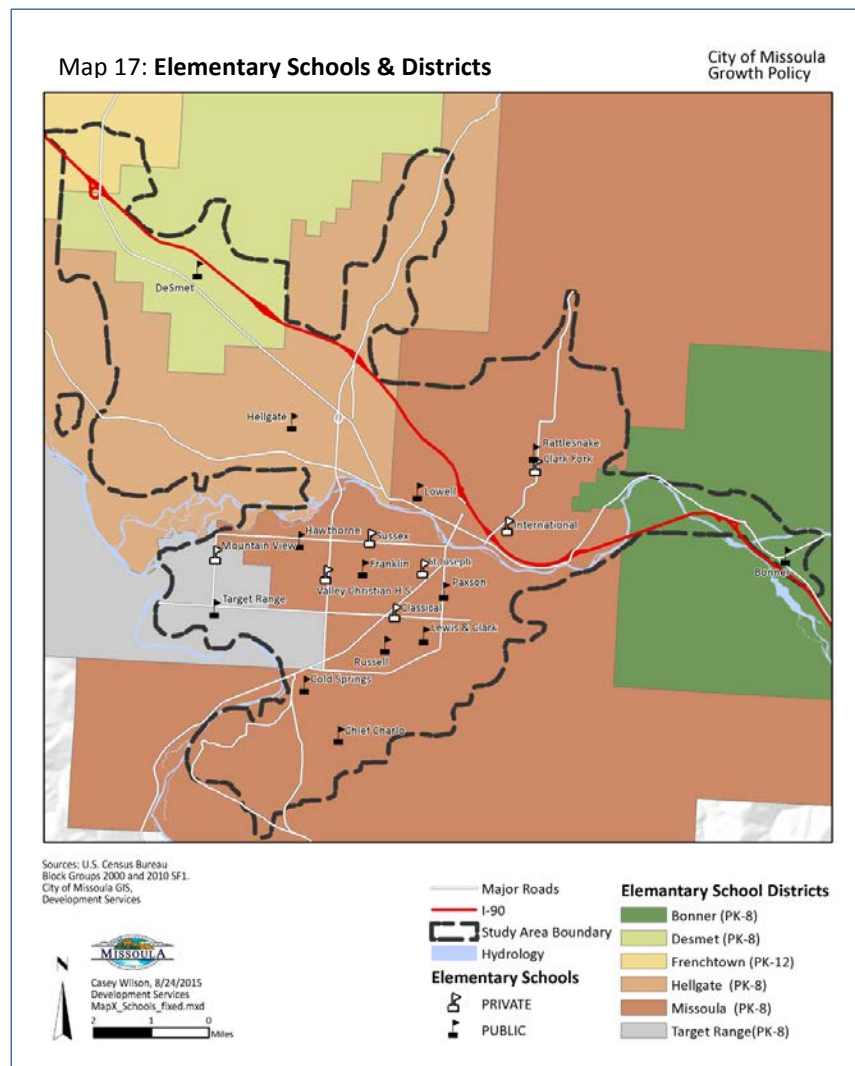 Map 17: Elementary Schools & Districts
City of Missoula
Growth Policy
DeSmet
Hellgate
Rattlesnake
Clark Fork
Lowell
International
Hawthorne
Sussex
Mountain View
Franklin
St Joseph
Bonner
Valley Christian H S
Paxson
Target Range
Classical
Lewis & Clark
Russell
Cold Springs
Chief Charlo
Sources: U.S. Census Bureau
Block Groups 2000 and 2010 SF1.
City of Missoula GIS,
Development Services
N
MISSOULA
Casey Wilson, 8/24/2015
Development Services
MapX_Schools_fixed.mxd
2 1 0
Miles
Major Roads
I-90
Study Area Boundary
Hydrology
Elementary Schools
PRIVATE
PUBLIC
Elemantary School Districts
Bonner (PK-8)
Desmet (PK-8)
Frenchtown (PK-12)
Hellgate (PK-8)
Missoula (PK-8)
Target Range(PK-8)